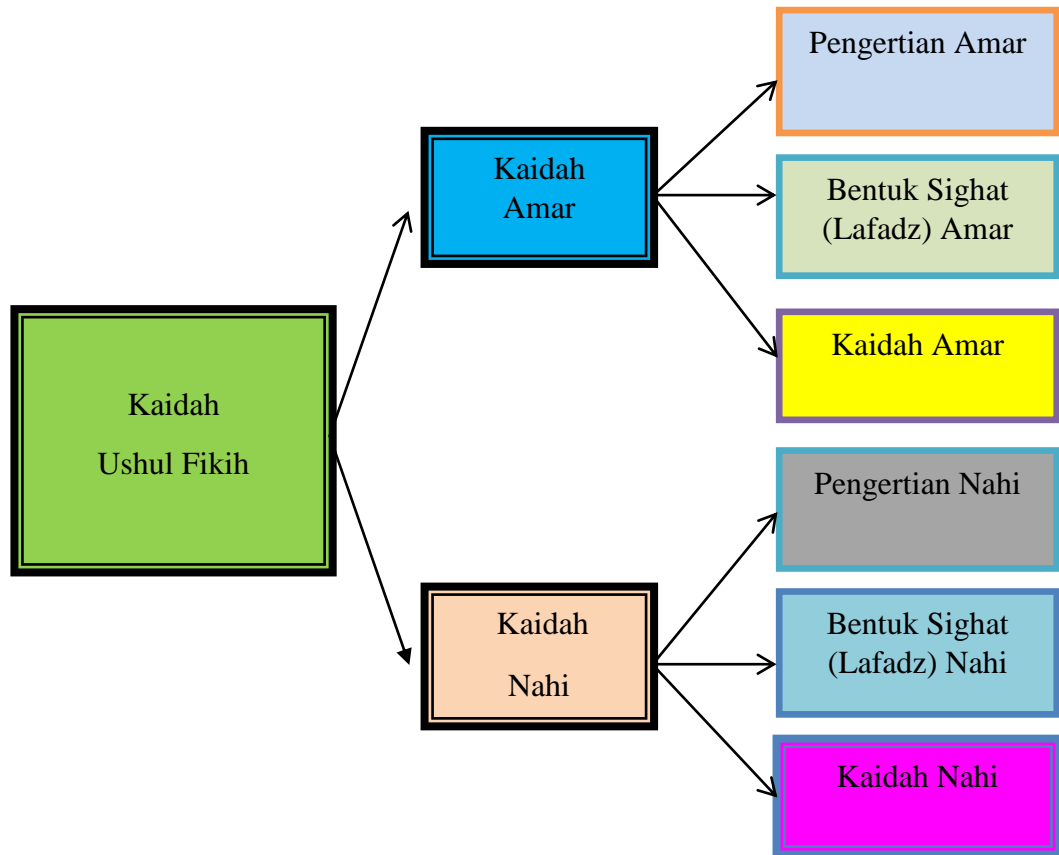 Kaidah
Ushul Fikih
Kaidah
Amar
Pengertian Amar
Bentuk Sighat
(Lafadz) Amar
Kaidah Amar
Kaidah
Nahi
Pengertian Nahi
Bentuk Sighat
(Lafadz) Nahi
Kaidah Nahi